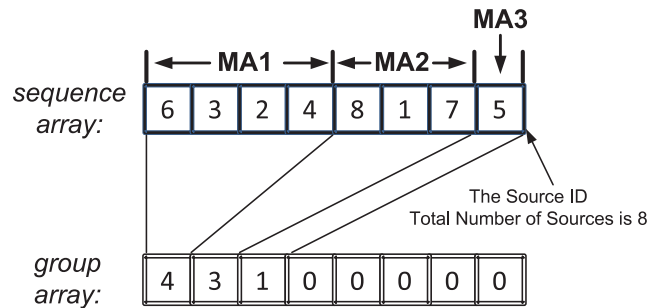 MA3
MA1 MA2
sequence
array:
6 3 2 4 8 1 7 5
The Source ID
Total Number of Sources is 8
group
array:
4 3 1 0 0 0 0 0